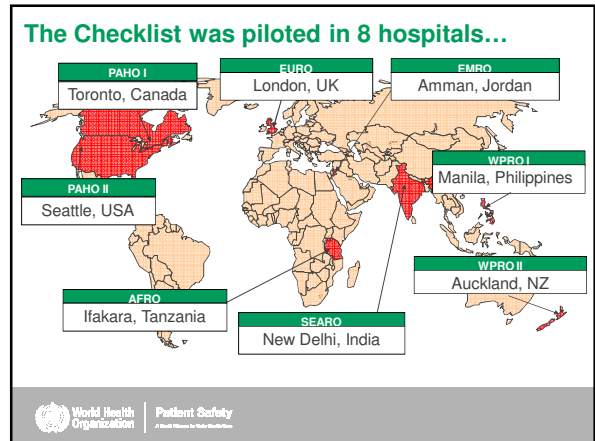 The Checklist was piloted in 8 hospitals…
PAHO I
Toronto, Canada
EURO
London, UK
EMRO
Amman, Jordan
WPRO I
Manila, Philippines
PAHO II
Seattle, USA
WPRO II
Auckland, NZ
AFRO
Ifakara, Tanzania
SEARO
New Delhi, India
World Health
Organization
Patient Safety